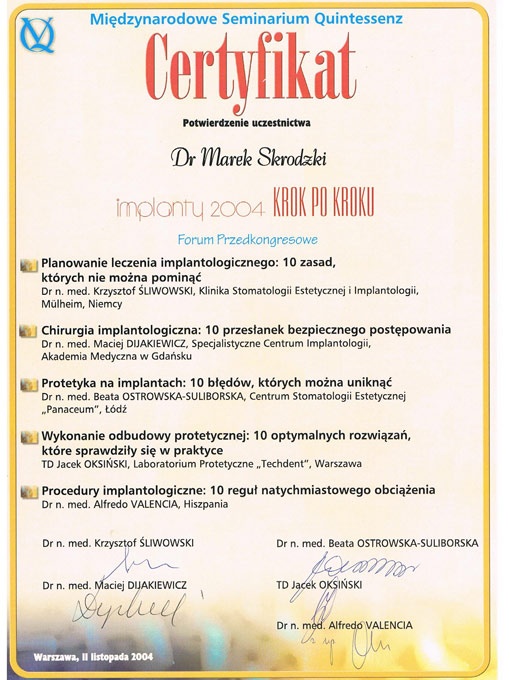 Międzynarodowe Seminarium Quintessenz
Certyfikat
Potwierdzenie uczestnictwa
Dr Marek Skrodzki
implanty 2004 KROK PO KROKU
Forum Przedkongresowe
Planowanie leczenia implantologicznego: 10 zasad,
których nie można pominąć
Dr n. med. Krzysztof ŚLIWOWSKI, Klinika Stomatologii Estetycznej i Implantologii,
Mülheim, Niemcy
Chirurgia implantologiczna: 10 przesłanek bezpiecznego postępowania
Dr n. med. Maciej DIJAKIEWICZ, Specjalistyczne Centrum Implantologii,
Akademia Medyczna w Gdańsku
Protetyka na implantach: 10 błędów, których można uniknąć
Dr n. med. Beata OSTROWSKA-SULIBORSKA, Centrum Stomatologii Estetycznej
„Panaceum", Łódź
Wykonanie odbudowy protetycznej: 10 optymalnych rozwiązań,
które sprawdziły się w praktyce
TD Jacek OKSIŃSKI, Laboratorium Protetyczne „Techdent", Warszawa
Procedury implantologiczne: 10 reguł natychmiastowego obciążenia
Dr n. med. Alfredo VALENCIA, Hiszpania
Dr n. med. Krzysztof ŚLIWOWSKI
Dr n. med. Beata OSTROWSKA-SULIBORSKA
Dr n. med. Maciej DIJAKIEWICZ
TD Jacek OKSIŃSKI
Dr n. med. Alfredo VALENCIA
Warszawa, 11 listopada 2004